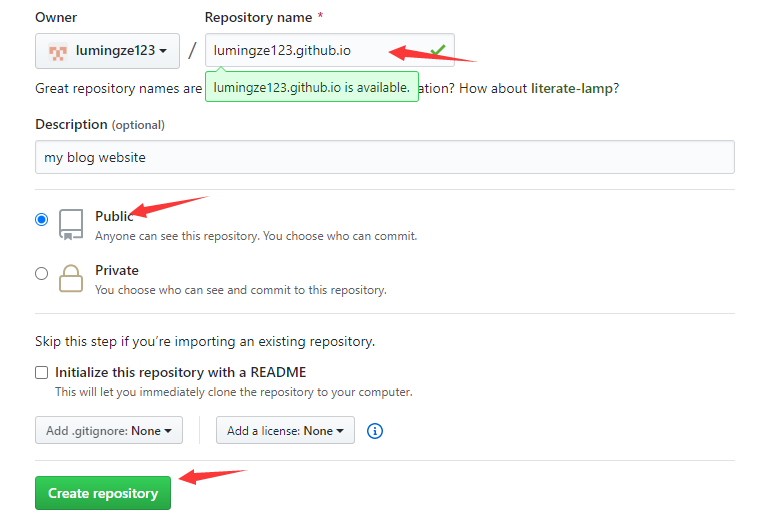 Owner Repository name *
lumingze123 / lumingze123.github.io
lumingze123.github.io is available.
Great repository names are ation? How about literate-lamp?
Description (optional)
my blog website
Public
Anyone can see this repository. You choose who can commit.
Private
You choose who can see and commit to this repository.
Skip this step if you’re importing an existing repository.
Initialize this repository with a README
This will let you immediately clone the repository to your computer.
Add .gitignore: None Add a license: None
Create repository